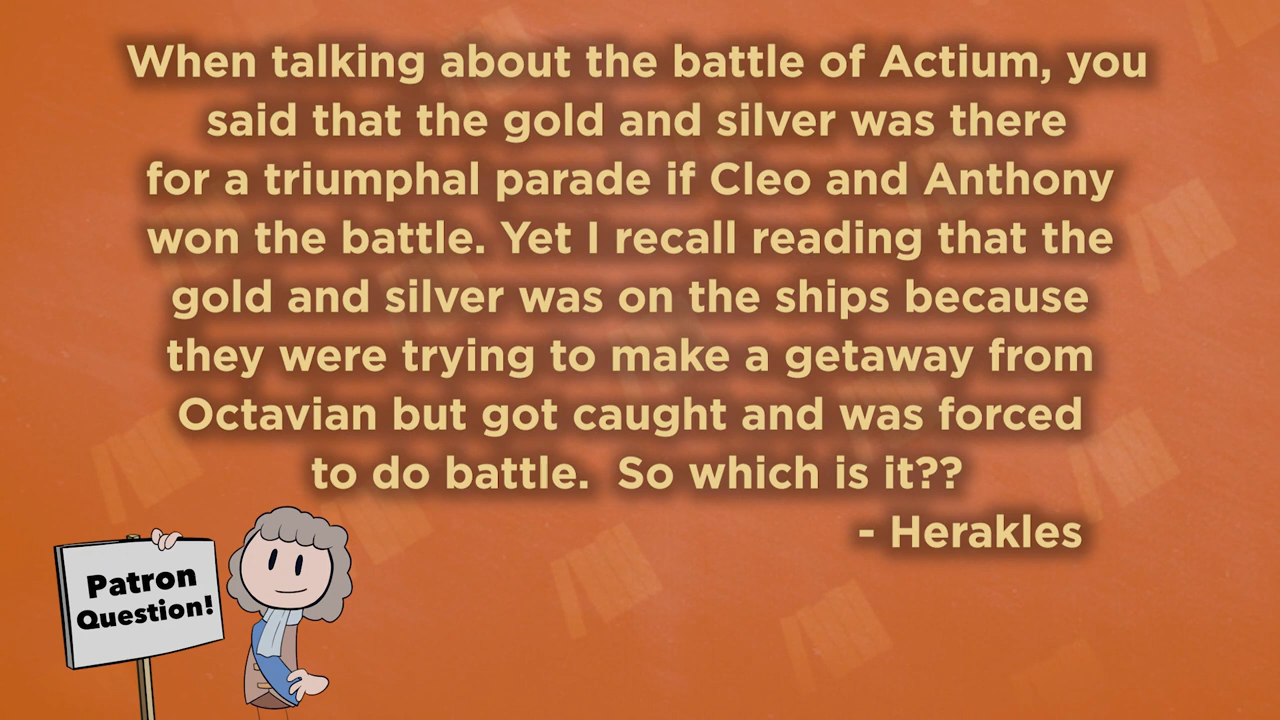 When talking about the battle of Actium, you
said that the gold and silver was there
for a triumphal parade if Cleo and Anthony
won the battle. Yet I recall reading that the
gold and silver was on the ships because
they were trying to make a getaway from
Octavian but got caught and was forced
to do battle.  So which is it??
- Herakles
Patron
Question!